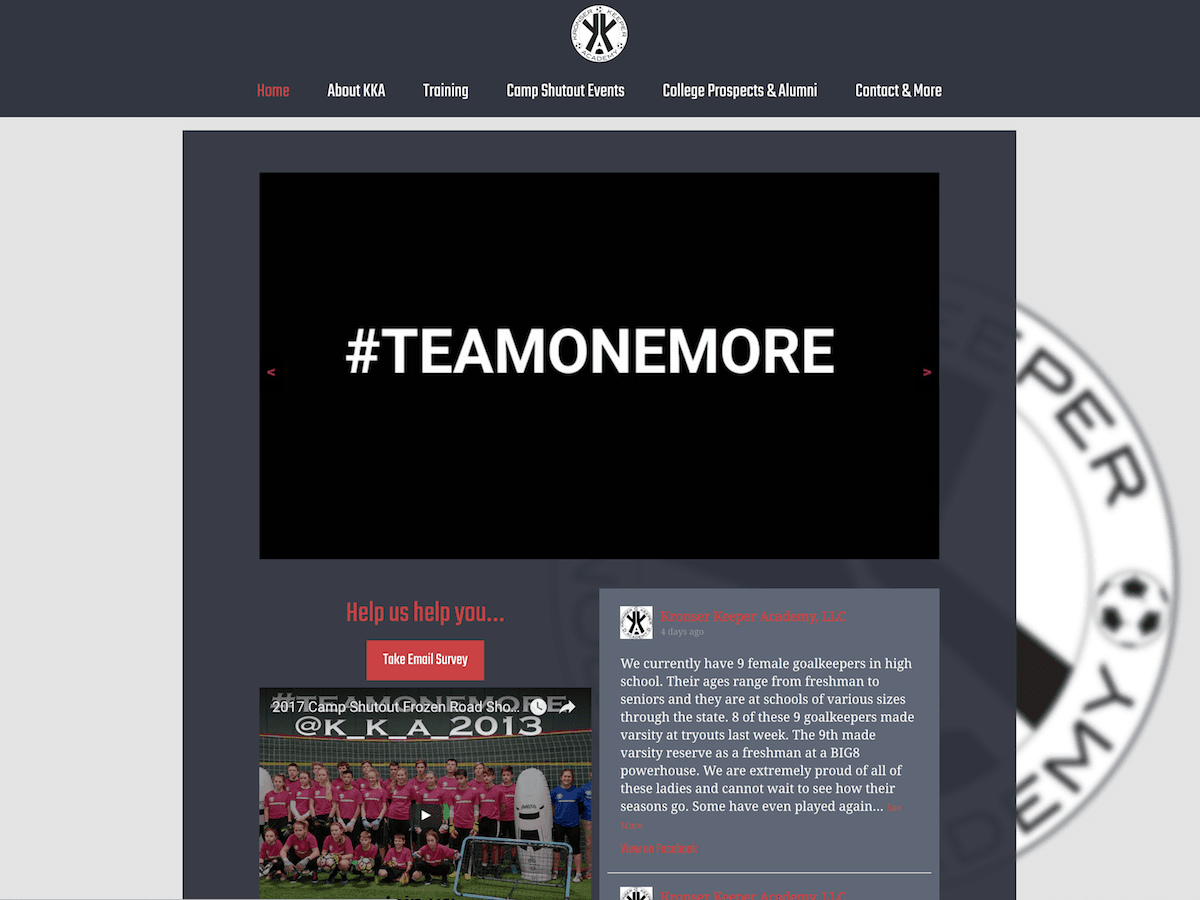 KRONSER KEEPER
ACADEMY
Home About KKA Training Camp Shutout Events College Prospects & Alumni Contact & More
#TEAMONEMORE
< >
Help us help you...
Take Email Survey
#TEAMONEMORE
2017 Camp Shutout Frozen Road Sho...
@K_K_A_2013
Kronser Keeper Academy, LLC
4 days ago
We currently have 9 female goalkeepers in high
school. Their ages range from freshman to
seniors and they are at schools of various sizes
through the state. 8 of these 9 goalkeepers made
varsity at tryouts last week. The 9th made
varsity reserve as a freshman at a BIG8
powerhouse. We are extremely proud of all of
these ladies and cannot wait to see how their
seasons go. Some have even played again... See
More
View on Facebook
Kronser Keeper Academy, LLC
EEPER
ADEMY